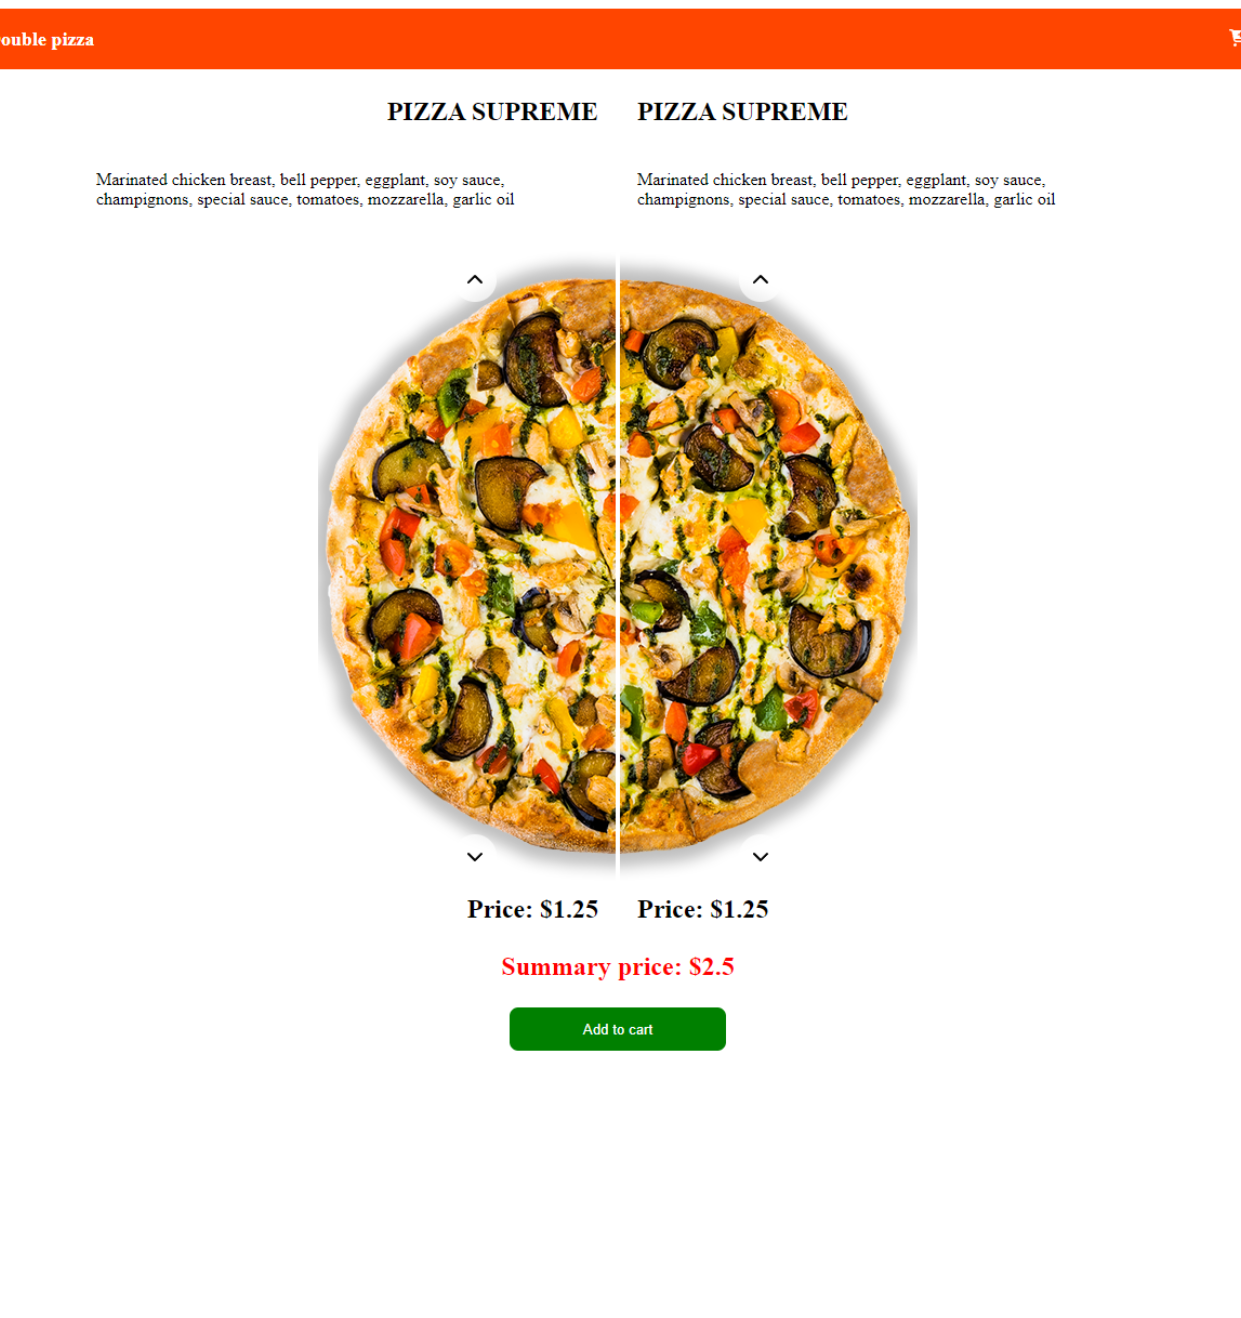 ouble pizza
PIZZA SUPREME
Marinated chicken breast, bell pepper, eggplant, soy sauce,
champignons, special sauce, tomatoes, mozzarella, garlic oil
Price: $1.25
PIZZA SUPREME
Marinated chicken breast, bell pepper, eggplant, soy sauce,
champignons, special sauce, tomatoes, mozzarella, garlic oil
Price: $1.25
Summary price: $2.5
Add to cart